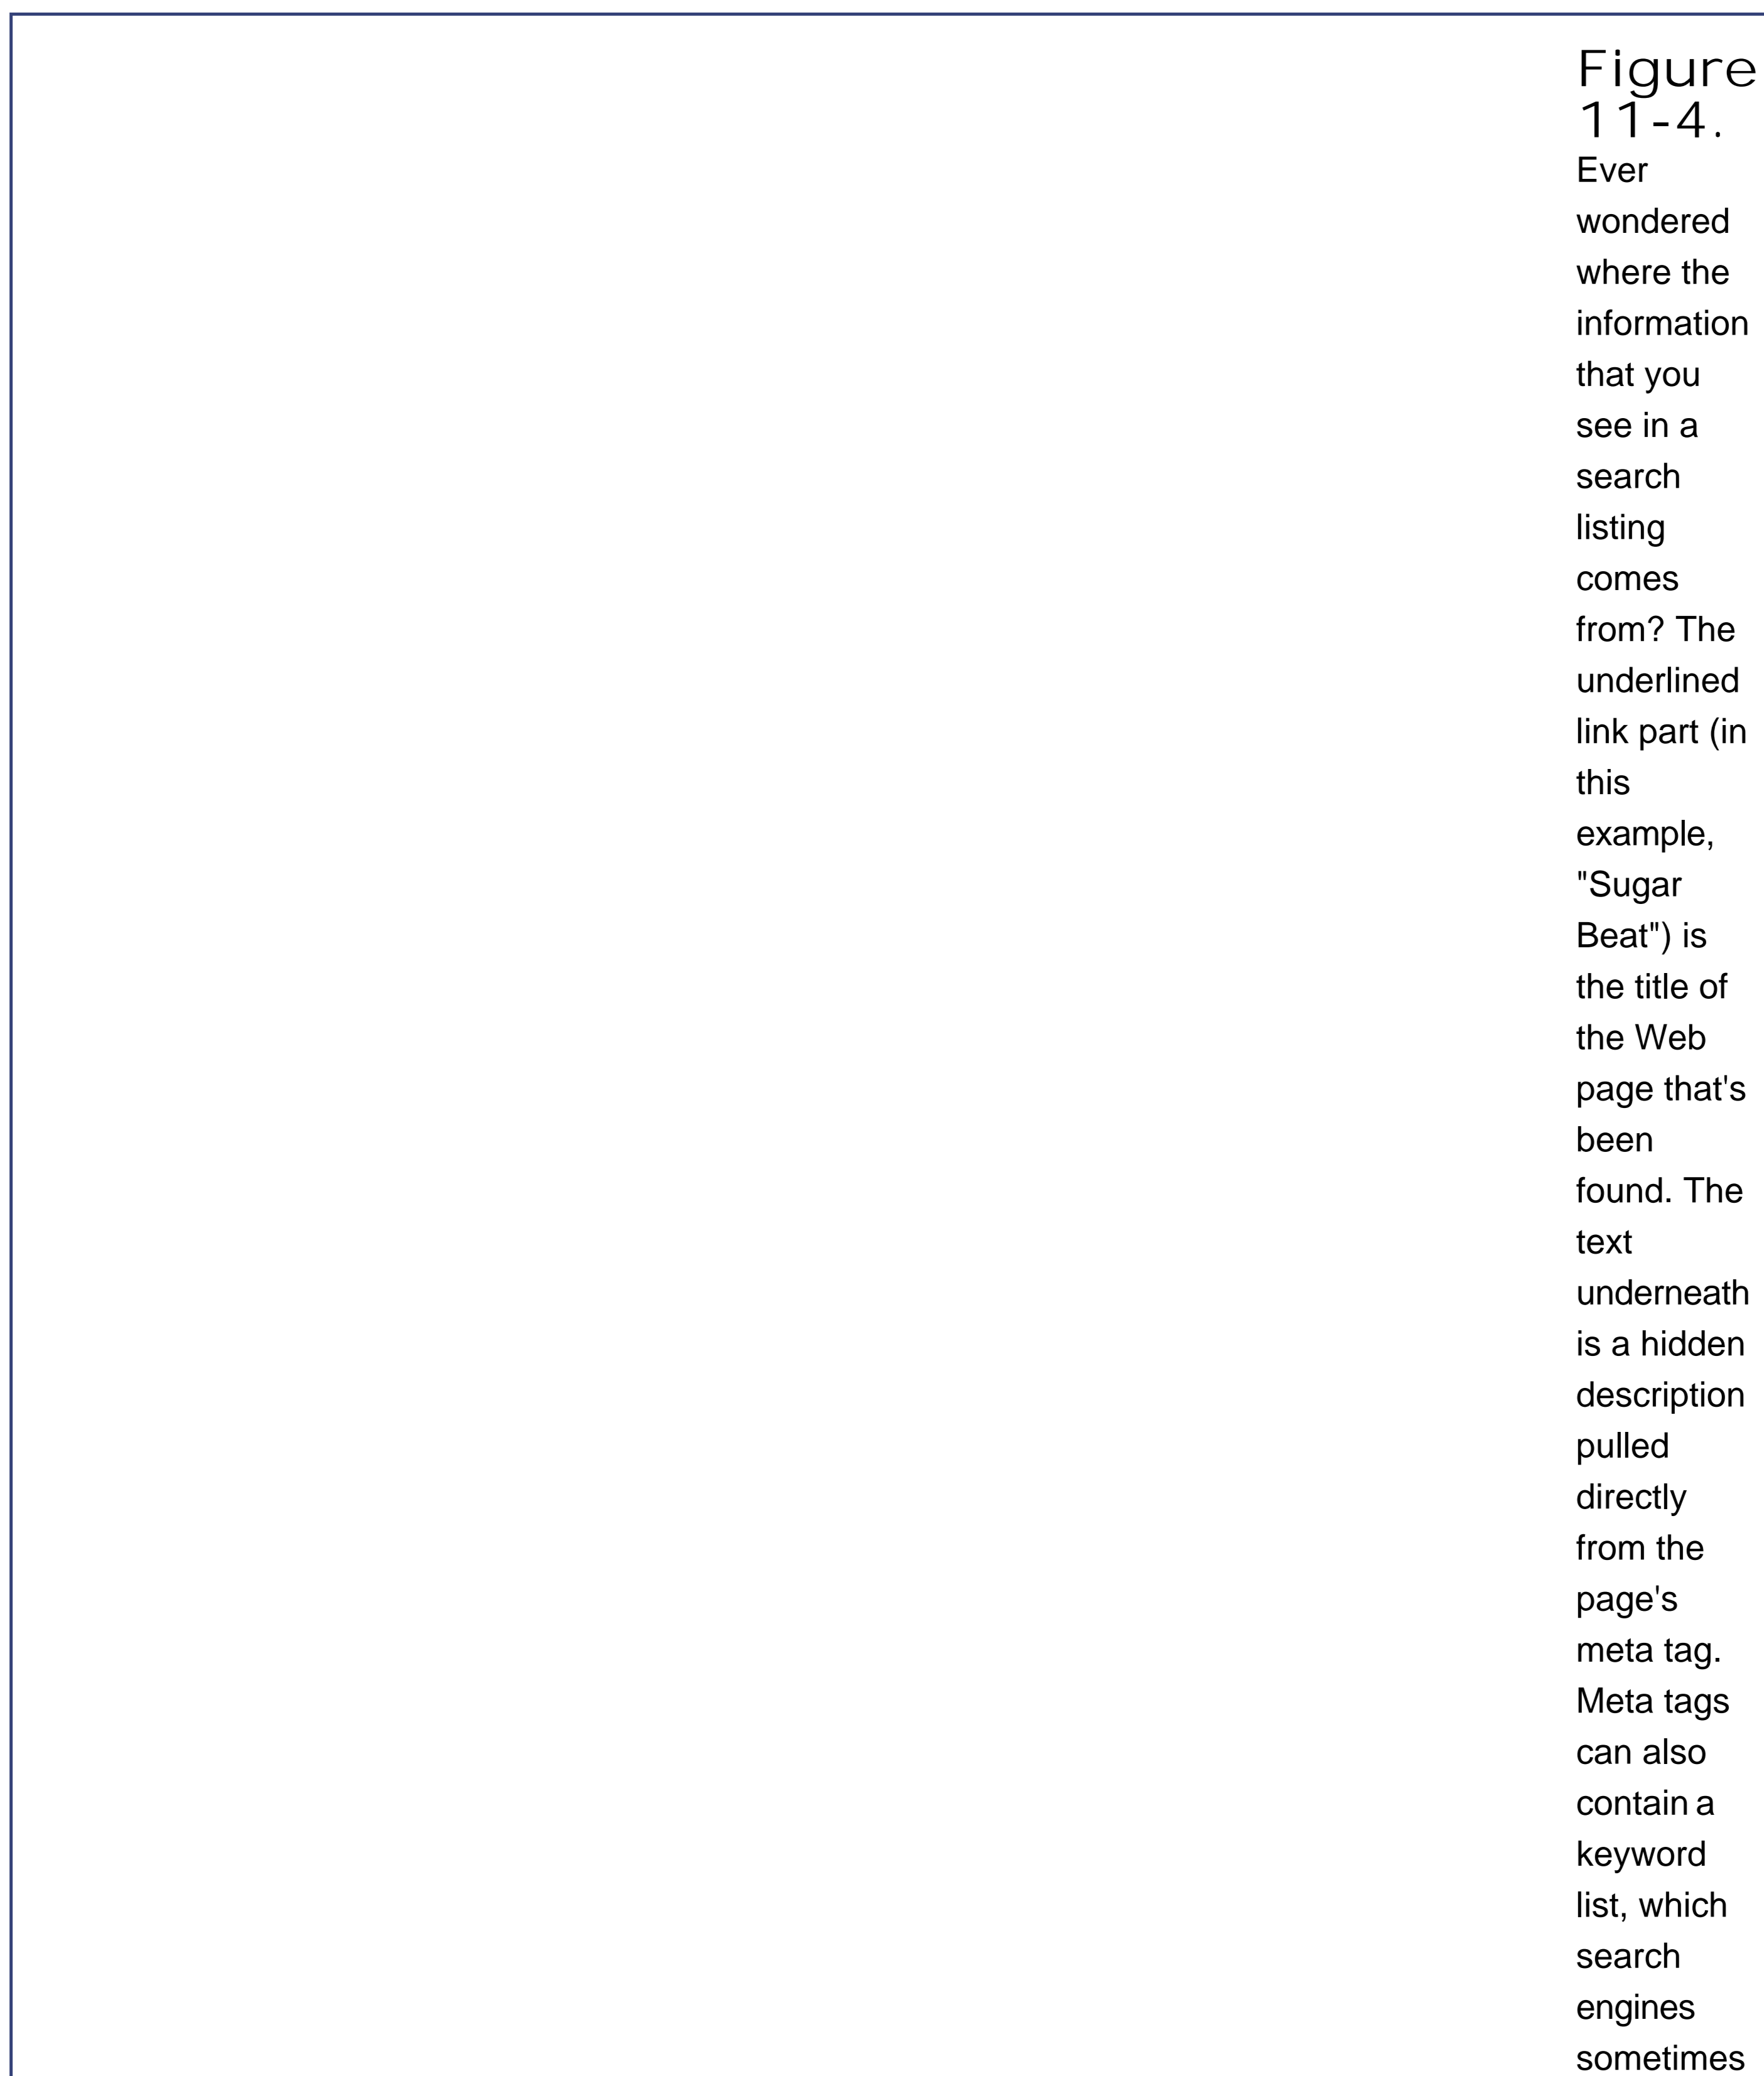 Figure
11-4.
Ever
wondered
where the
information
that you
see in a
search
listing
comes
from? The
underlined
link part (in
this
example,
"Sugar
Beat") is
the title of
the Web
page that's
been
found. The
text
underneath
is a hidden
description
pulled
directly
from the
page's
meta tag.
Meta tags
can also
contain a
keyword
list, which
search
engines
sometimes